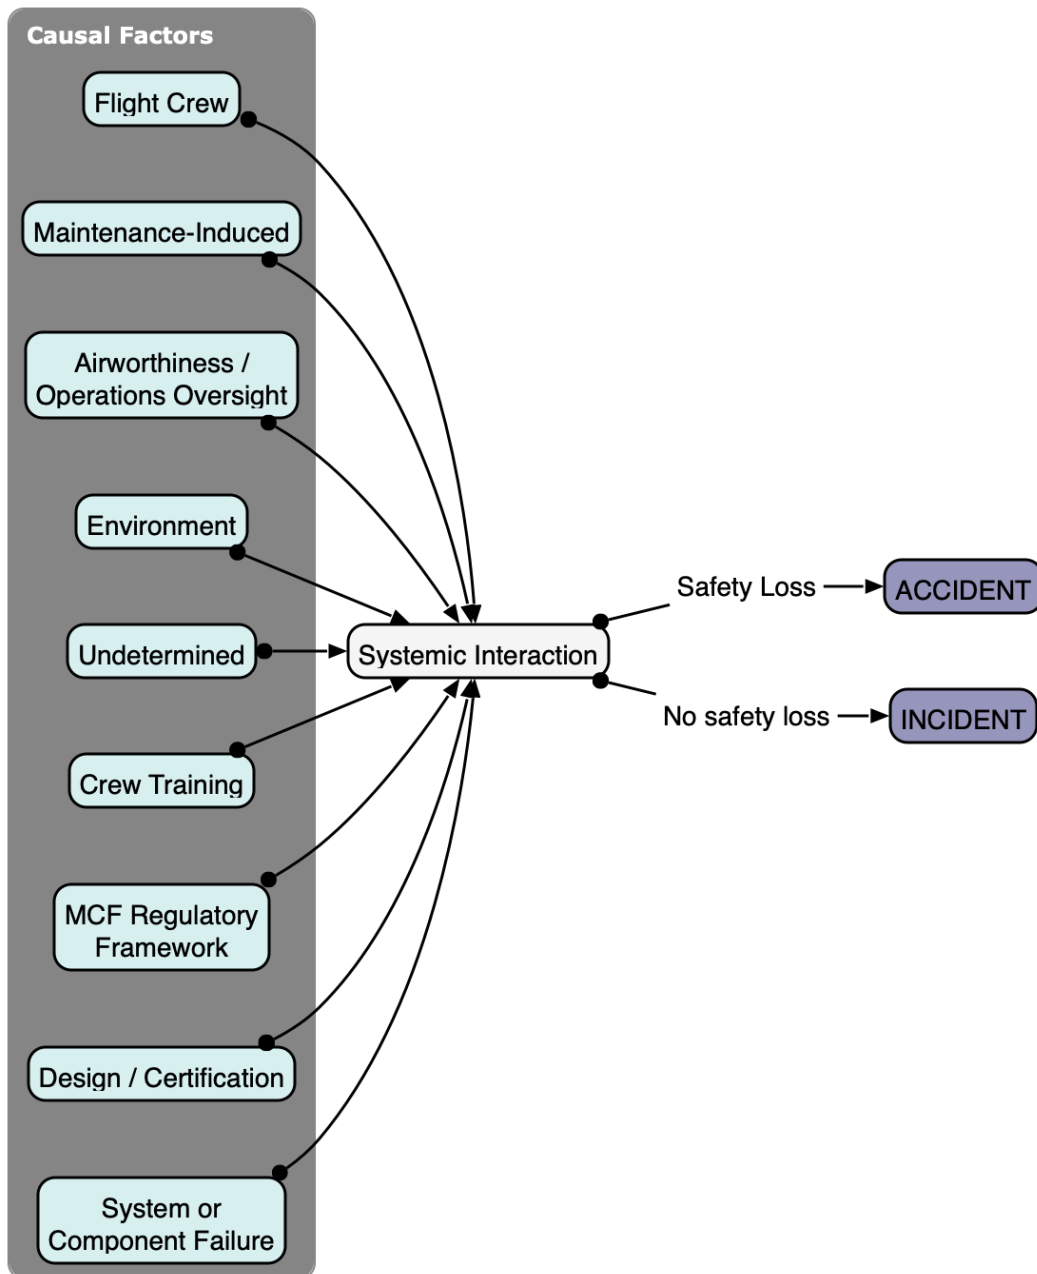 Causal Factors
Flight Crew
Maintenance-Induced
Airworthiness /
Operations Oversight
Environment
Undetermined
Crew Training
MCF Regulatory
Framework
Design / Certification
System or
Component Failure
Systemic Interaction
Safety Loss
ACCIDENT
No safety loss
INCIDENT